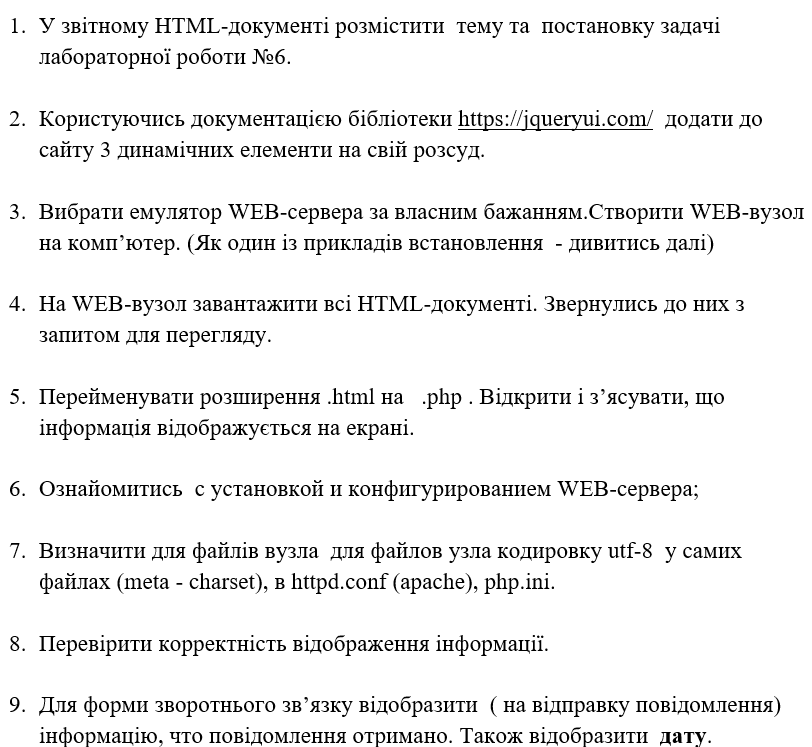 1. У звітному HTML-документі розмістити тему та постановку задачі
лабораторної роботи №6.
2. Користуючись документацією бібліотеки https://jqueryui.com/ додати до
сайту 3 динамічних елементи на свій розсуд.
3. Вибрати емулятор WEB-сервера за власним бажанням.Створити WEB-вузол
на комп’ютер. (Як один із прикладів встановлення - дивитись далі)
4. На WEB-вузол завантажити всі HTML-документі. Звернулись до них з
запитом для перегляду.
5. Перейменувати розширення .html на .php . Відкрити і з’ясувати, що
інформація відображується на екрані.
6. Ознайомитись с установкой и конфигурированием WEB-сервера;
7. Визначити для файлів вузла для файлов узла кодировку utf-8 у самих
файлах (meta - charset), в httpd.conf (apache), php.ini.
8. Перевірити корректність відображення інформації.
9. Для форми зворотнього зв’язку відобразити ( на відправку повідомлення)
інформацію, что повідомлення отримано. Також відобразити дату.